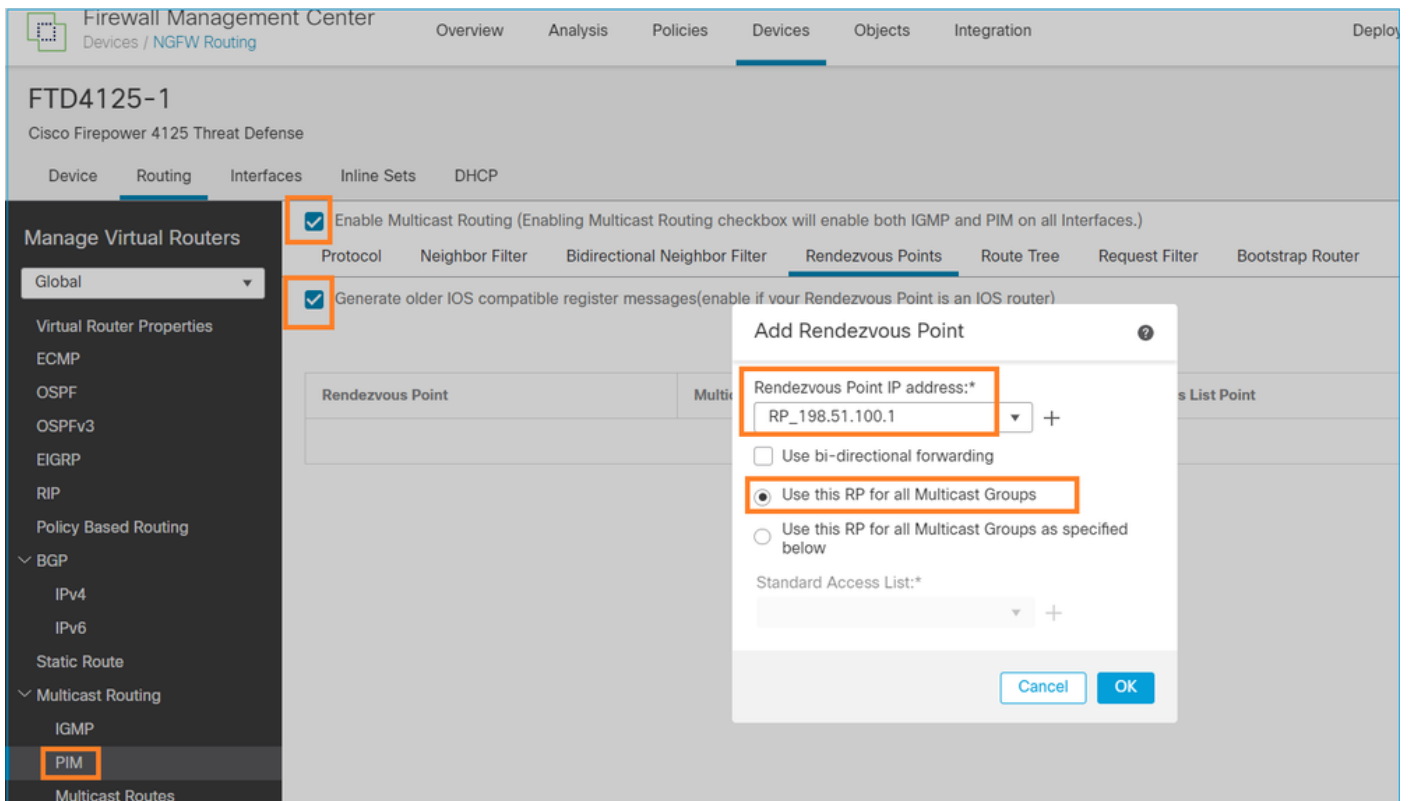 Firewall Management Center
Devices / NGFW Routing
Overview Analysis Policies Devices Objects Integration Deploy
FTD4125-1
Cisco Firepower 4125 Threat Defense
Device Routing Interfaces Inline Sets DHCP
Manage Virtual Routers
Global
Virtual Router Properties
ECMP
OSPF
OSPFv3
EIGRP
RIP
Policy Based Routing
BGP
IPv4
IPv6
Static Route
Multicast Routing
IGMP
PIM
Multicast Routes
Enable Multicast Routing (Enabling Multicast Routing checkbox will enable both IGMP and PIM on all Interfaces.)
Protocol Neighbor Filter Bidirectional Neighbor Filter Rendezvous Points Route Tree Request Filter Bootstrap Router
Generate older IOS compatible register messages(enable if your Rendezvous Point is an IOS router)
Rendezvous Point Multic s List Point
Add Rendezvous Point
Rendezvous Point IP address:*
RP_198.51.100.1
Use bi-directional forwarding
Use this RP for all Multicast Groups
Use this RP for all Multicast Groups as specified
below
Standard Access List:*
Cancel OK